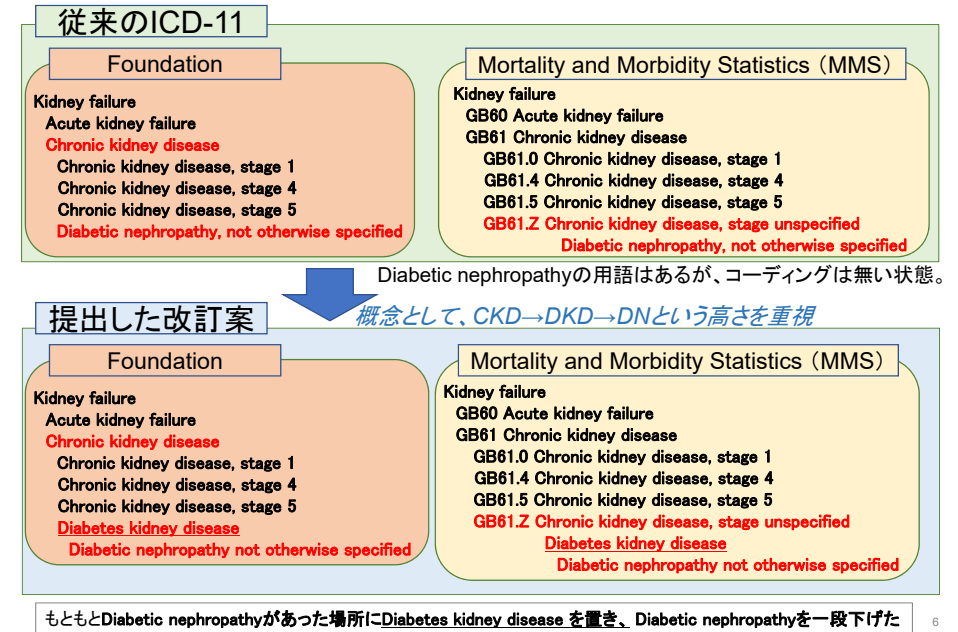 従来のICD-11
Foundation
Kidney failure
Acute kidney failure
Chronic kidney disease
Chronic kidney disease, stage 1
Chronic kidney disease, stage 4
Chronic kidney disease, stage 5
Diabetic nephropathy, not otherwise specified
Mortality and Morbidity Statistics（MMS）
Kidney failure
GB60 Acute kidney failure
GB61 Chronic kidney disease
GB61.0 Chronic kidney disease, stage 1
GB61.4 Chronic kidney disease, stage 4
GB61.5 Chronic kidney disease, stage 5
GB61.Z Chronic kidney disease, stage unspecified
Diabetic nephropathy, not otherwise specified
Diabetic nephropathyの用語はあるが、コーディングは無い状態。
概念として、CKD→DKD→DNという高さを重視
提出した改訂案
Foundation
Kidney failure
Acute kidney failure
Chronic kidney disease
Chronic kidney disease, stage 1
Chronic kidney disease, stage 4
Chronic kidney disease, stage 5
Diabetes kidney disease
Diabetic nephropathy not otherwise specified
Mortality and Morbidity Statistics（MMS）
Kidney failure
GB60 Acute kidney failure
GB61 Chronic kidney disease
GB61.0 Chronic kidney disease, stage 1
GB61.4 Chronic kidney disease, stage 4
GB61.5 Chronic kidney disease, stage 5
GB61.Z Chronic kidney disease, stage unspecified
Diabetes kidney disease
Diabetic nephropathy not otherwise specified
もともとDiabetic nephropathyがあった場所にDiabetes kidney disease を置き、Diabetic nephropathyを一段下げた
6